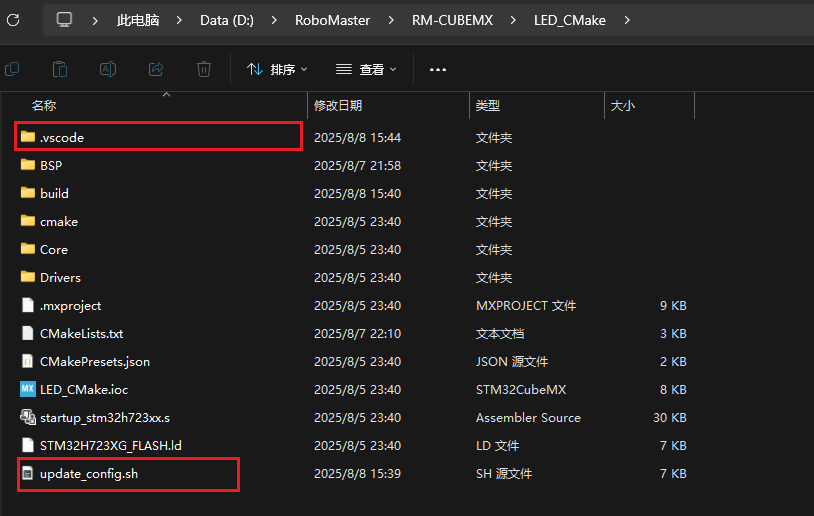 此电脑 > Data (D:) > RoboMaster > RM-CUBEMX > LED_CMake >
排序 查看 ...
名称 修改日期 类型 大小
.vscode 2025/8/8 15:44 文件夹
BSP 2025/8/7 21:58 文件夹
build 2025/8/8 15:40 文件夹
cmake 2025/8/5 23:40 文件夹
Core 2025/8/5 23:40 文件夹
Drivers 2025/8/5 23:40 文件夹
.mxproject 2025/8/5 23:40 MXPROJECT 文件 9 KB
CMakeLists.txt 2025/8/7 22:10 文本文档 3 KB
CMakePresets.json 2025/8/5 23:40 JSON 源文件 2 KB
MX LED_CMake.ioc 2025/8/5 23:40 STM32CubeMX 8 KB
startup_stm32h723xx.s 2025/8/5 23:40 Assembler Source 30 KB
STM32H723XG_FLASH.ld 2025/8/5 23:40 LD 文件 7 KB
update_config.sh 2025/8/8 15:39 SH 源文件 7 KB